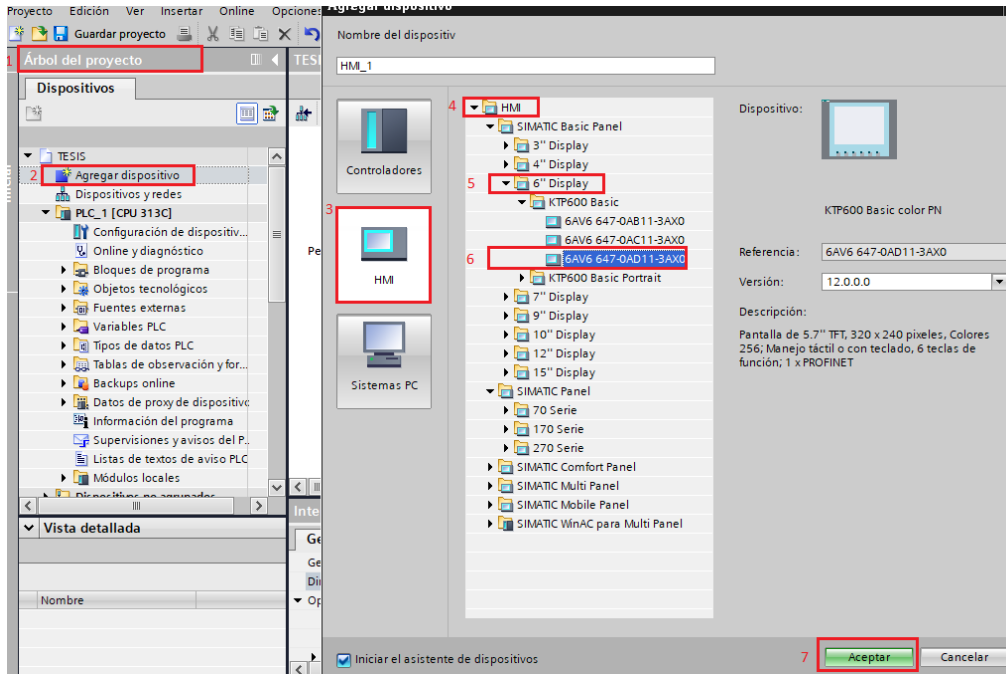 Proyecto Edición Ver Insertar Online Opciones
Guardar proyecto
1 Árbol del proyecto
Dispositivos
TESIS
2 Agregar dispositivo
Dispositivos y redes
PLC_1 [CPU 313C]
Configuración de dispositiv...
Online y diagnóstico
Bloques de programa
Objetos tecnológicos
Fuentes externas
Variables PLC
Tipos de datos PLC
Tablas de observación y for...
Backups online
Datos de proxy de dispositivo
Información del programa
Supervisiones y avisos del P..
Listas de textos de aviso PLC
Módulos locales
Dispositivos no agrupados
Vista detallada
Nombre
TESI
Pe
Inte
Ge
Ge
Dir
Op
Agregar dispositivo
Nombre del dispositiv
HMI_1
Controladores
3
HMI
Sistemas PC
4 HMI
SIMATIC Basic Panel
3" Display
4" Display
5 6" Display
KTP600 Basic
6AV6 647-0AB11-3AX0
6AV6 647-0AC11-3AX0
6 6AV6 647-0AD11-3AX0
KTP600 Basic Portrait
7" Display
9" Display
10" Display
12" Display
15" Display
SIMATIC Panel
70 Serie
170 Serie
270 Serie
SIMATIC Comfort Panel
SIMATIC Multi Panel
SIMATIC Mobile Panel
SIMATIC WinAC para Multi Panel
Dispositivo:
KTP600 Basic color PN
Referencia: 6AV6 647-0AD11-3AX0
Versión: 12.0.0.0
Descripción:
Pantalla de 5.7'' TFT, 320 x 240 pixeles, Colores
256; Manejo táctil o con teclado, 6 teclas de
función; 1 x PROFINET
Iniciar el asistente de dispositivos
7 Aceptar Cancelar